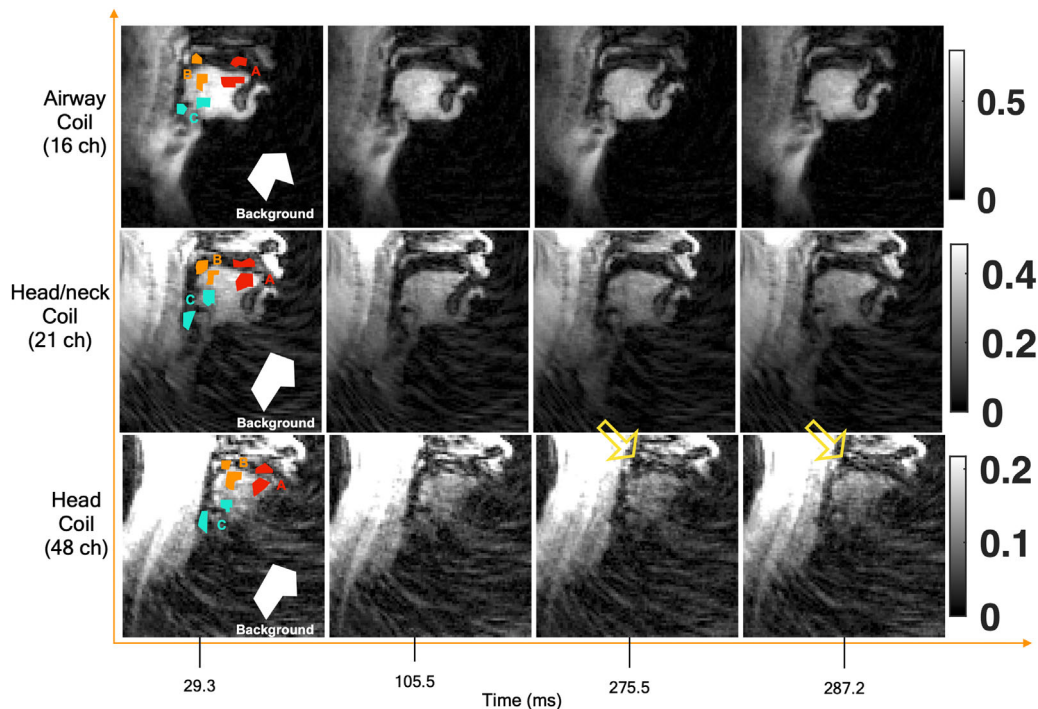 Airway
Coil
(16 ch)
A
B
C
Background
0.5
0
Head/neck
Coil
(21 ch)
B
A
C
Background
0.4
0.2
0
Head
Coil
(48 ch)
B
A
C
Background
0.2
0.1
0
29.3
105.5
275.5
287.2
Time (ms)